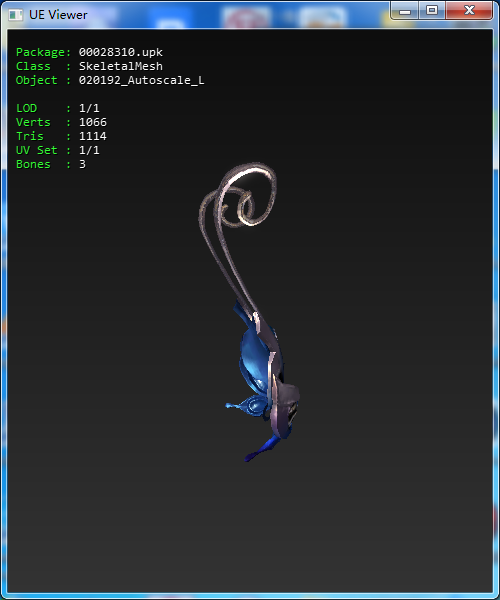 UE Viewer
Package: 00028310.upk
Class : SkeletalMesh
Object : 020192_Autoscale_L
LOD : 1/1
Verts : 1066
Tris : 1114
UV Set : 1/1
Bones : 3